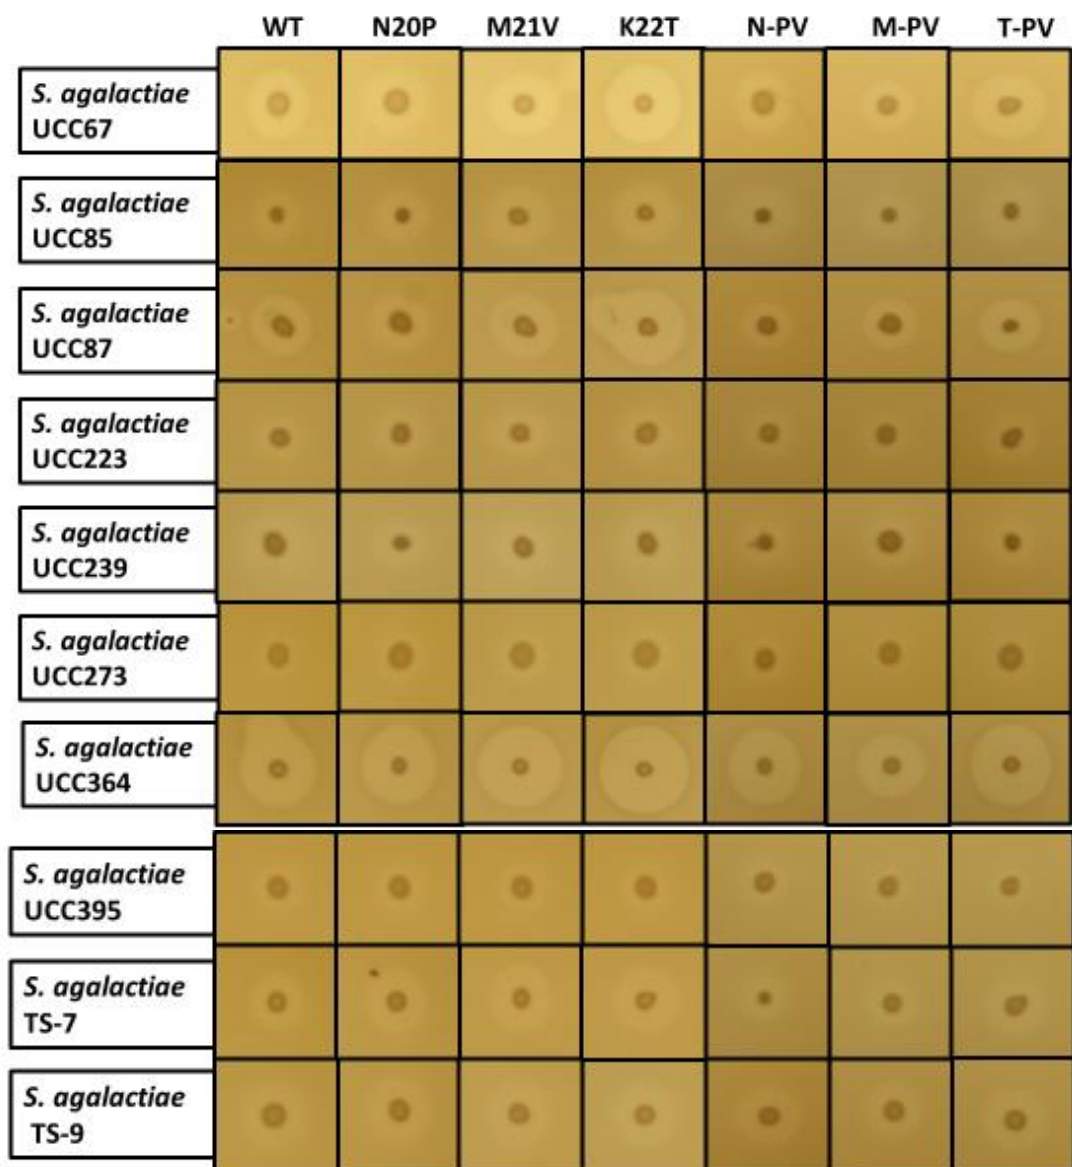 WT N20P M21V K22T N-PV M-PV T-PV
S. agalactiae
UCC67
S. agalactiae
UCC85
S. agalactiae
UCC87
S. agalactiae
UCC223
S. agalactiae
UCC239
S. agalactiae
UCC273
S. agalactiae
UCC364
S. agalactiae
UCC395
S. agalactiae
TS-7
S. agalactiae
TS-9